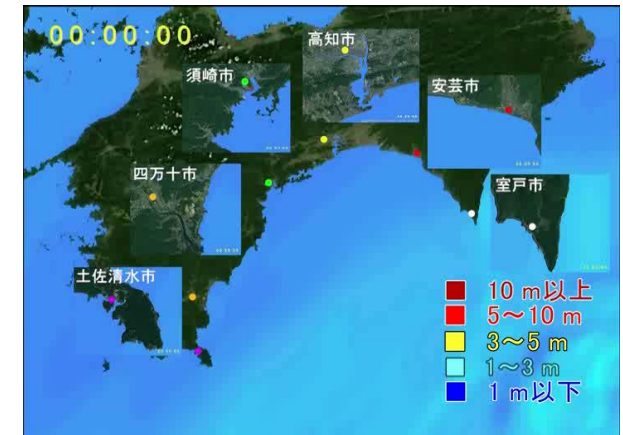 00:00:00
高知市
須崎市
安芸市
四万十市
室戸市
土佐清水市
10 m以上
5～10 m
3～5 m
1～3 m
1 m以下